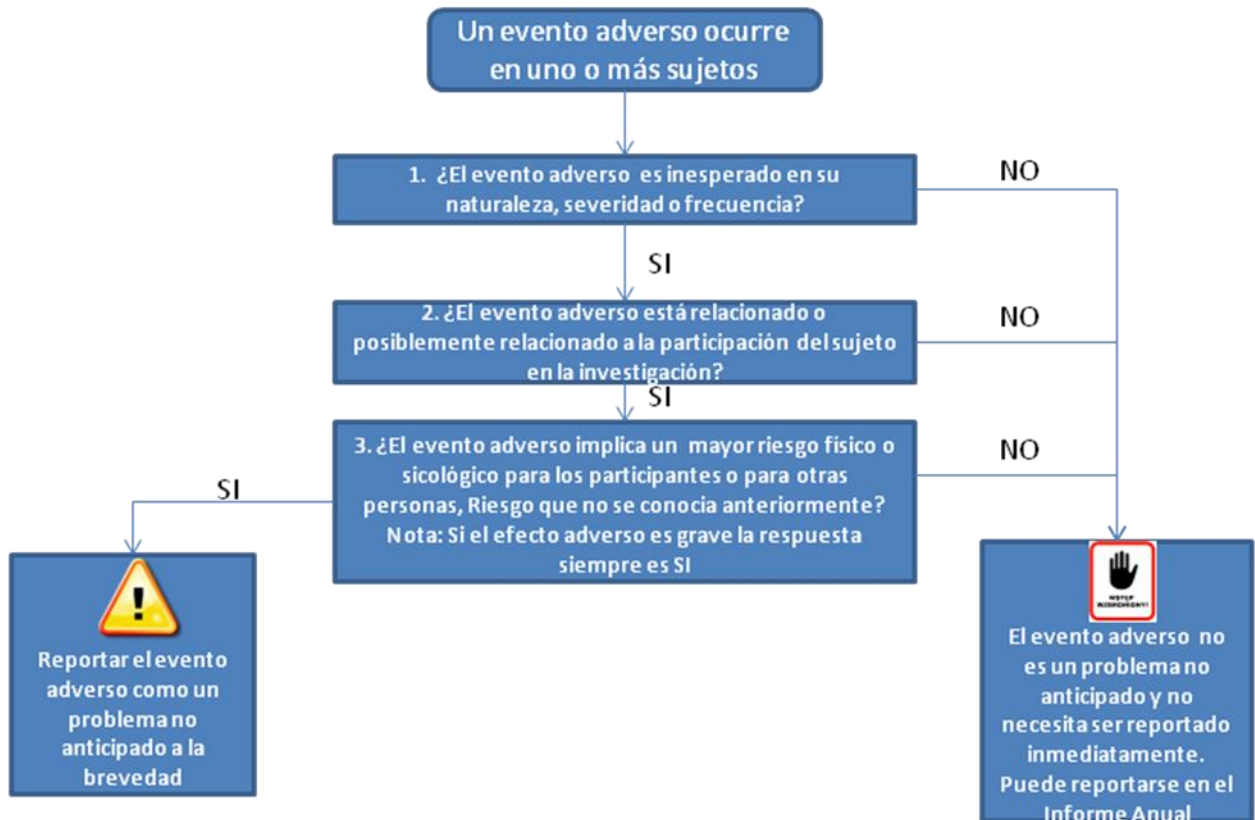 Un evento adverso ocurre
en uno o más sujetos
1. ¿El evento adverso es inesperado en su
naturaleza, severidad o frecuencia?
NO
SI
2. ¿El evento adverso está relacionado o
posiblemente relacionado a la participación del sujeto
en la investigación?
NO
SI
3. ¿El evento adverso implica un mayor riesgo físico o
sicológico para los participantes o para otras
personas, Riesgo que no se conocia anteriormente?
Nota: Si el efecto adverso es grave la respuesta
siempre es SI
NO
SI
Reportar el evento
adverso como un
problema no
anticipado a la
brevedad
WSTĘP
WZBRONIONY!
El evento adverso no
es un problema no
anticipado y no
necesita ser reportado
inmediatamente.
Puede reportarse en el
Informe Anual